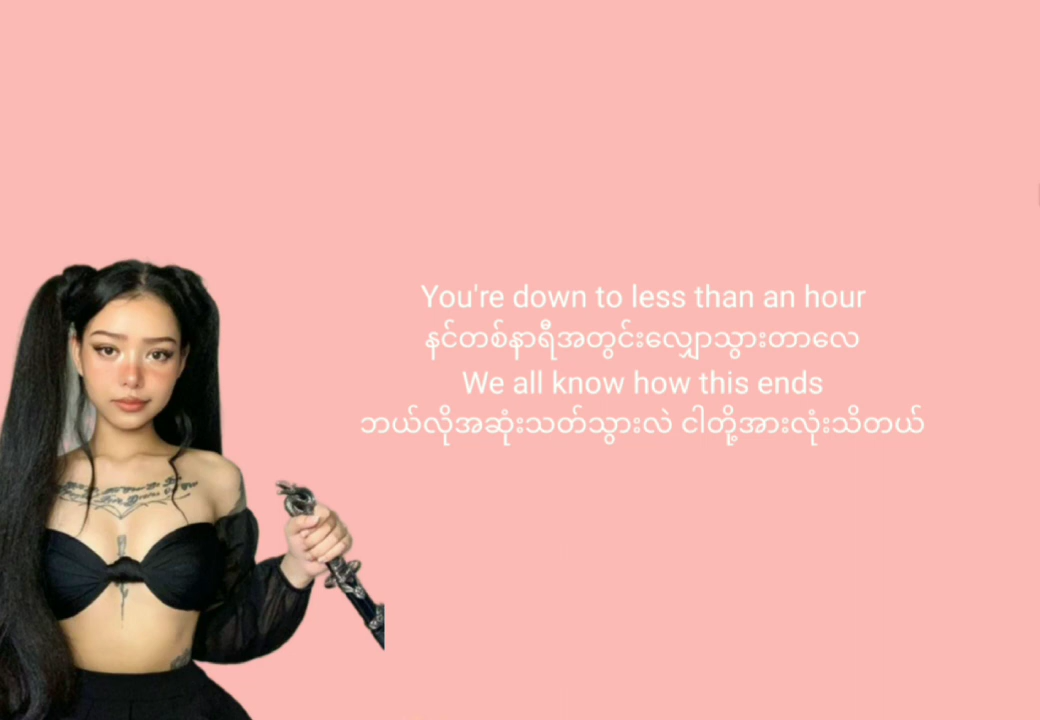 You're down to less than an hour
နင်တစ်နာရီအတွင်းလျှောသွားတာလေ
We all know how this ends
ဘယ်လိုအဆုံးသတ်သွားလဲ ငါတို့အားလုံးသိတယ်